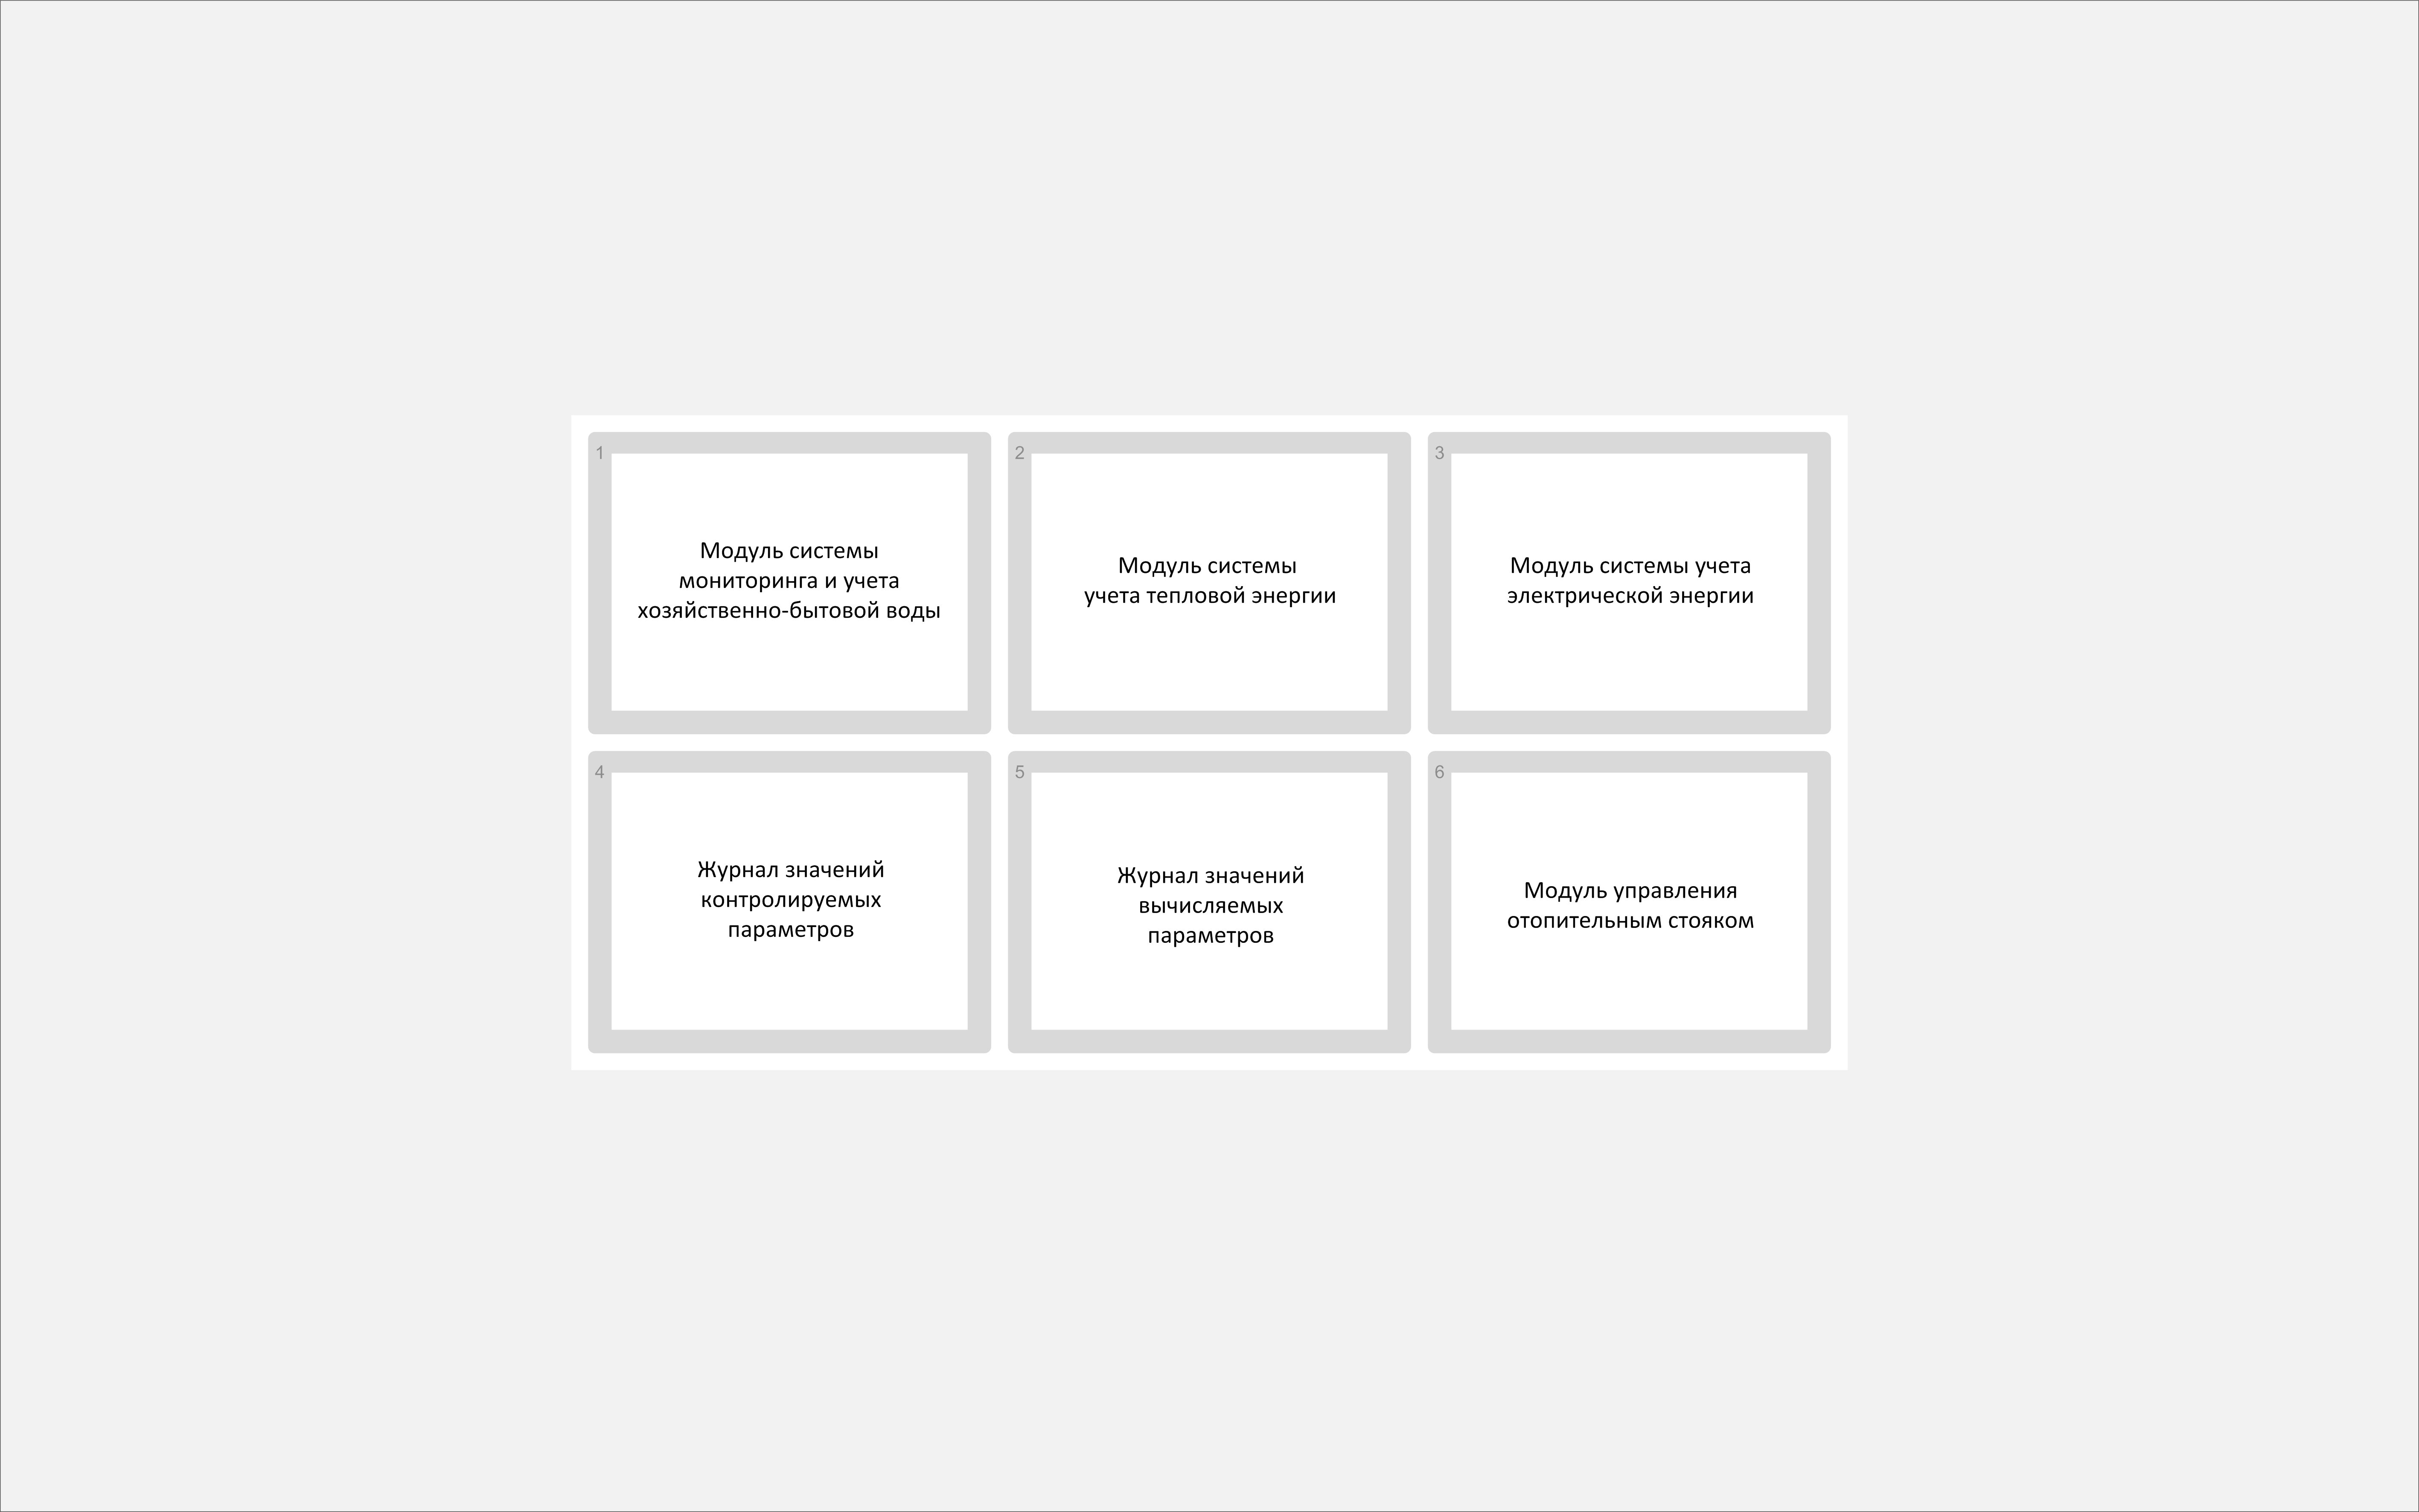 1
Модуль системы
мониторинга и учета
хозяйственно-бытовой воды
2
Модуль системы
учета тепловой энергии
3
Модуль системы учета
электрической энергии
4
Журнал значений
контролируемых
параметров
5
Журнал значений
вычисляемых
параметров
6
Модуль управления
отопительным стояком